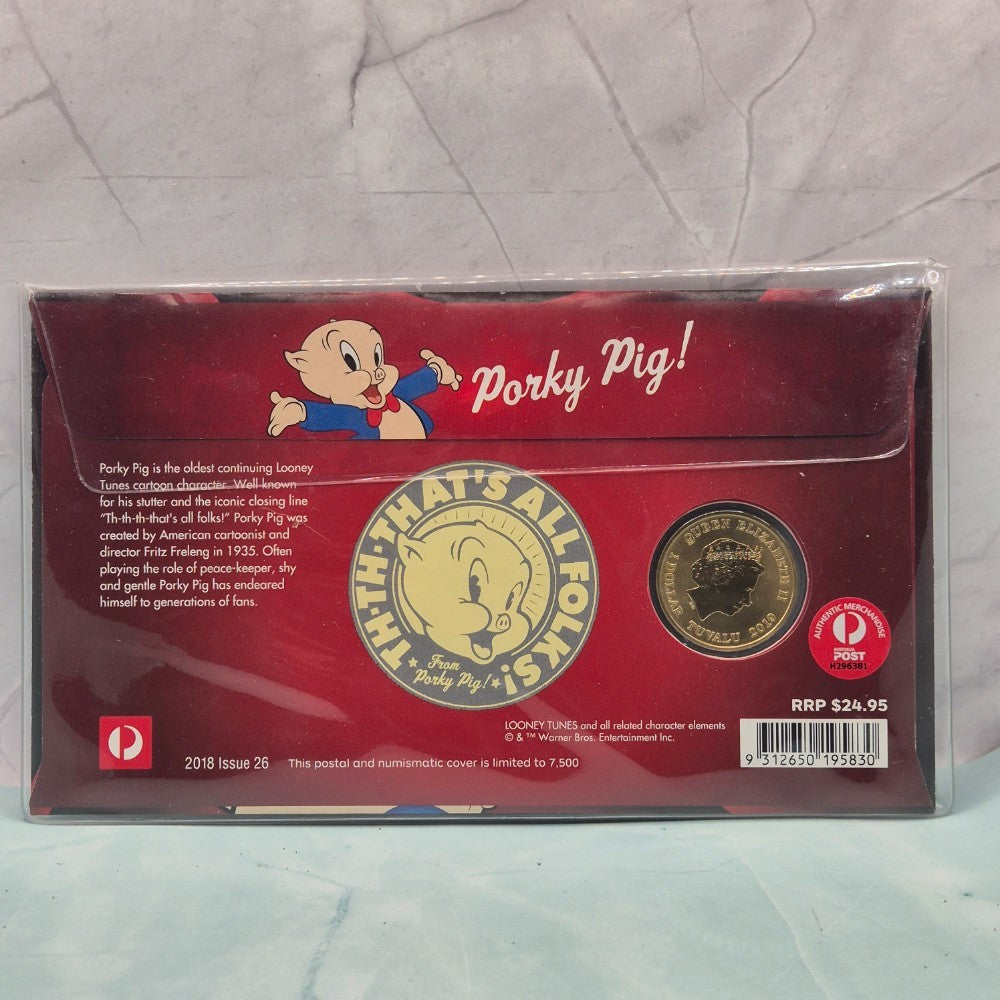 Porky Pig!
Porky Pig is the oldest continuing Looney
Tunes cartoon character. Well known
for his stutter and the iconic closing line
"Th-th-th-that's all folks!" Porky Pig was
created by American cartoonist and
director Fritz Freleng in 1935. Often
playing the role of peace-keeper, shy
and gentle Porky Pig has endeared
himself to generations of fans.
TH-TH-THAT'S ALL FOLKS!
From
Porky Pig!
QUEEN ELIZABETH II
DOLLAR
TUVALU 2019
AUTHENTIC MERCHANDISE
AUSTRALIA
POST
H296381
RRP $24.95
LOONEY TUNES and all related character elements
© & ™ Warner Bros. Entertainment Inc.
9 312650 195830
2018 Issue 26
This postal and numismatic cover is limited to 7,500